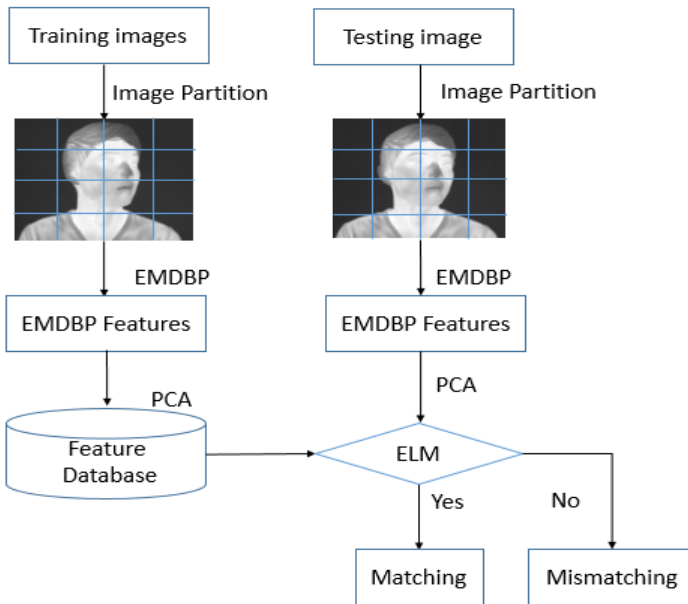 Training images
Testing image
Image Partition
Image Partition
EMDBP
EMDBP
EMDBP Features
EMDBP Features
PCA
PCA
Feature
Database
ELM
Yes
No
Matching
Mismatching